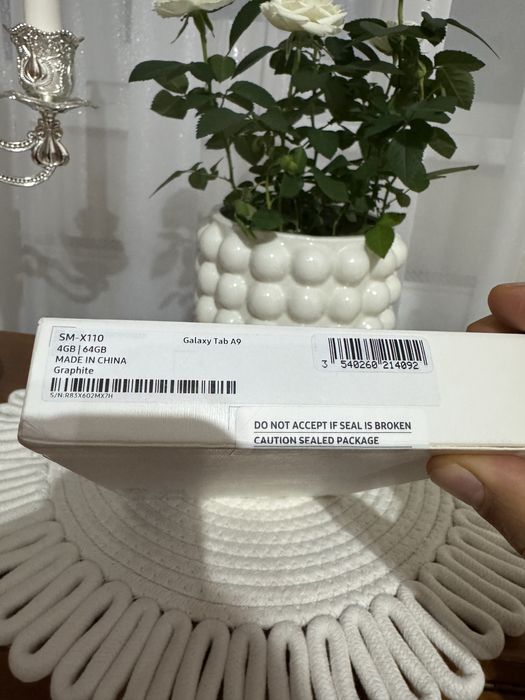 SM-X110
Galaxy Tab A9
4GB | 64GB
MADE IN CHINA
Graphite
S/N:R83X602MX7H
3 540260 214092
DO NOT ACCEPT IF SEAL IS BROKEN
CAUTION SEALED PACKAGE